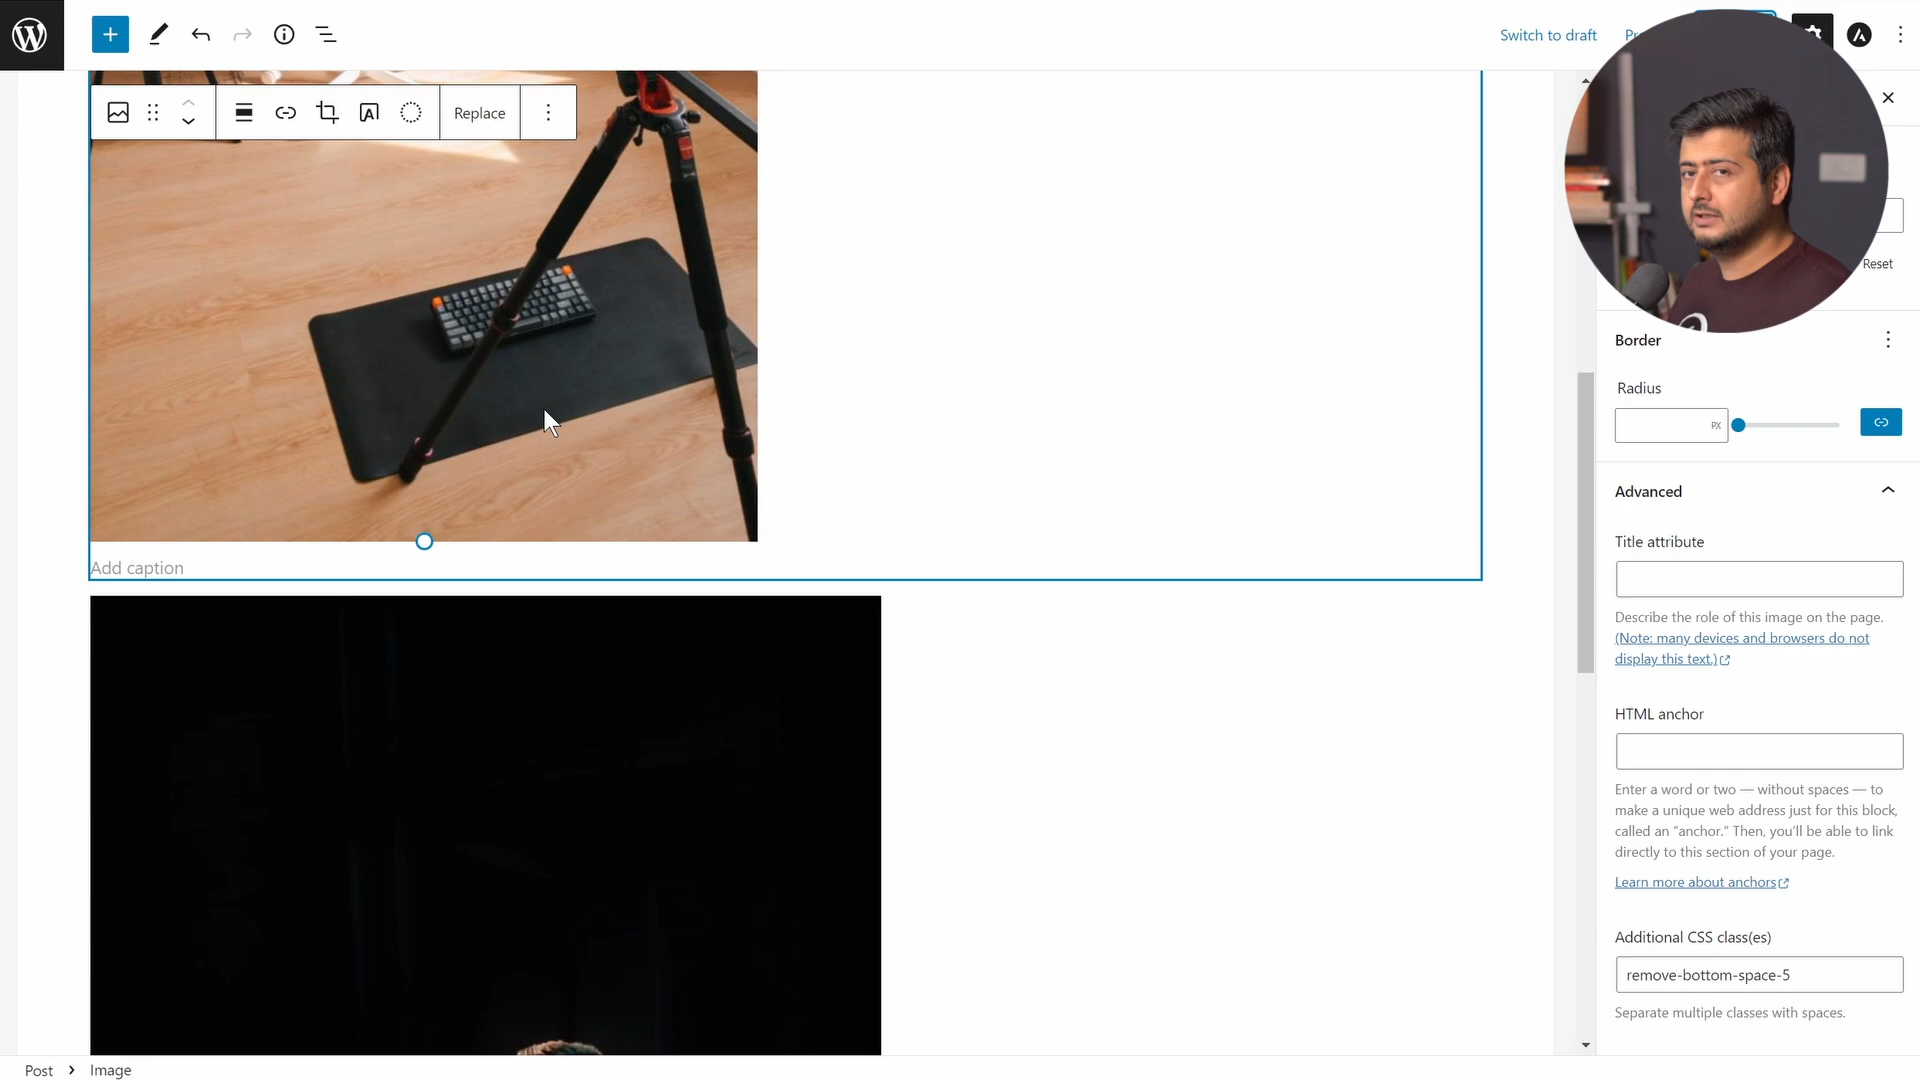 Switch to draft
Replace
Reset
Border
Radius
PX
Advanced
Title attribute
Describe the role of this image on the page.
(Note: many devices and browsers do not
display this text.)
HTML anchor
Enter a word or two — without spaces — to
make a unique web address just for this block,
called an “anchor.” Then, you’ll be able to link
directly to this section of your page.
Learn more about anchors
Additional CSS class(es)
remove-bottom-space-5
Separate multiple classes with spaces.
Add caption
Post > Image